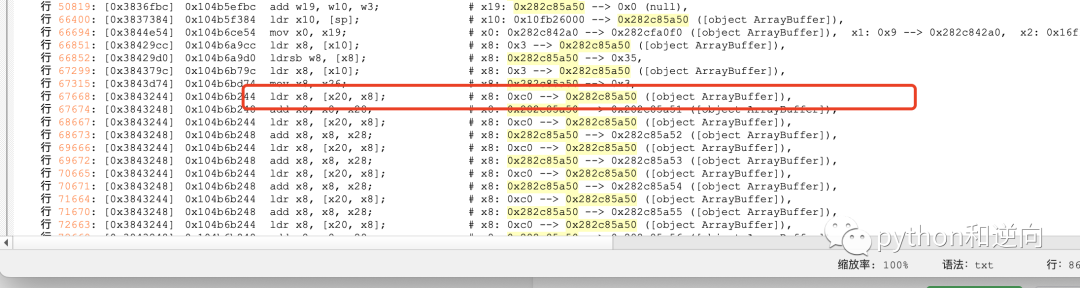 行 50819: [0x3836fbc] 0x104b5efbc add w19, w10, w3; # x19: 0x282c85a50 --> 0x0 (null),
行 66400: [0x3837384] 0x104b5f384 ldr x10, [sp]; # x10: 0x10fb26000 --> 0x282c85a50 ([object ArrayBuffer]),
行 66694: [0x3844e54] 0x104b6ce54 mov x0, x19; # x0: 0x282c842a0 --> 0x282cfa0f0 ([object ArrayBuffer]), x1: 0x9 --> 0x282c842a0, x2: 0x16f
行 66851: [0x38429cc] 0x104b6a9cc ldr x8, [x10]; # x8: 0x3 --> 0x282c85a50 ([object ArrayBuffer]),
行 66852: [0x38429d0] 0x104b6a9d0 ldrsb w8, [x8]; # x8: 0x282c85a50 --> 0x35,
行 67299: [0x384379c] 0x104b6b79c ldr x8, [x10]; # x8: 0x3 --> 0x282c85a50 ([object ArrayBuffer]),
行 67315: [0x3843d74] 0x104b6bd74 mov x8, x26; # x8: 0x282c85a50 --> 0x3,
行 67668: [0x3843244] 0x104b6b244 ldr x8, [x20, x8]; # x8: 0xc0 --> 0x282c85a50 ([object ArrayBuffer]),
行 67674: [0x3843248] 0x104b6b248 add x8, x8, x28; # x8: 0x282c85a50 --> 0x282c85a51 ([object ArrayBuffer]),
行 68667: [0x3843244] 0x104b6b244 ldr x8, [x20, x8]; # x8: 0xc0 --> 0x282c85a50 ([object ArrayBuffer]),
行 68673: [0x3843248] 0x104b6b248 add x8, x8, x28; # x8: 0x282c85a50 --> 0x282c85a52 ([object ArrayBuffer]),
行 69666: [0x3843244] 0x104b6b244 ldr x8, [x20, x8]; # x8: 0xc0 --> 0x282c85a50 ([object ArrayBuffer]),
行 69672: [0x3843248] 0x104b6b248 add x8, x8, x28; # x8: 0x282c85a50 --> 0x282c85a53 ([object ArrayBuffer]),
行 70665: [0x3843244] 0x104b6b244 ldr x8, [x20, x8]; # x8: 0xc0 --> 0x282c85a50 ([object ArrayBuffer]),
行 70671: [0x3843248] 0x104b6b248 add x8, x8, x28; # x8: 0x282c85a50 --> 0x282c85a54 ([object ArrayBuffer]),
行 71664: [0x3843244] 0x104b6b244 ldr x8, [x20, x8]; # x8: 0xc0 --> 0x282c85a50 ([object ArrayBuffer]),
行 71670: [0x3843248] 0x104b6b248 add x8, x8, x28; # x8: 0x282c85a50 --> 0x282c85a55 ([object ArrayBuffer]),
行 72663: [0x3843244] 0x104b6b244 ldr x8, [x20, x8]; # x8: 0xc0 --> 0x282c85a50 ([object ArrayBuffer]),
python和逆向
缩放率: 100% 语法: txt 行: 86